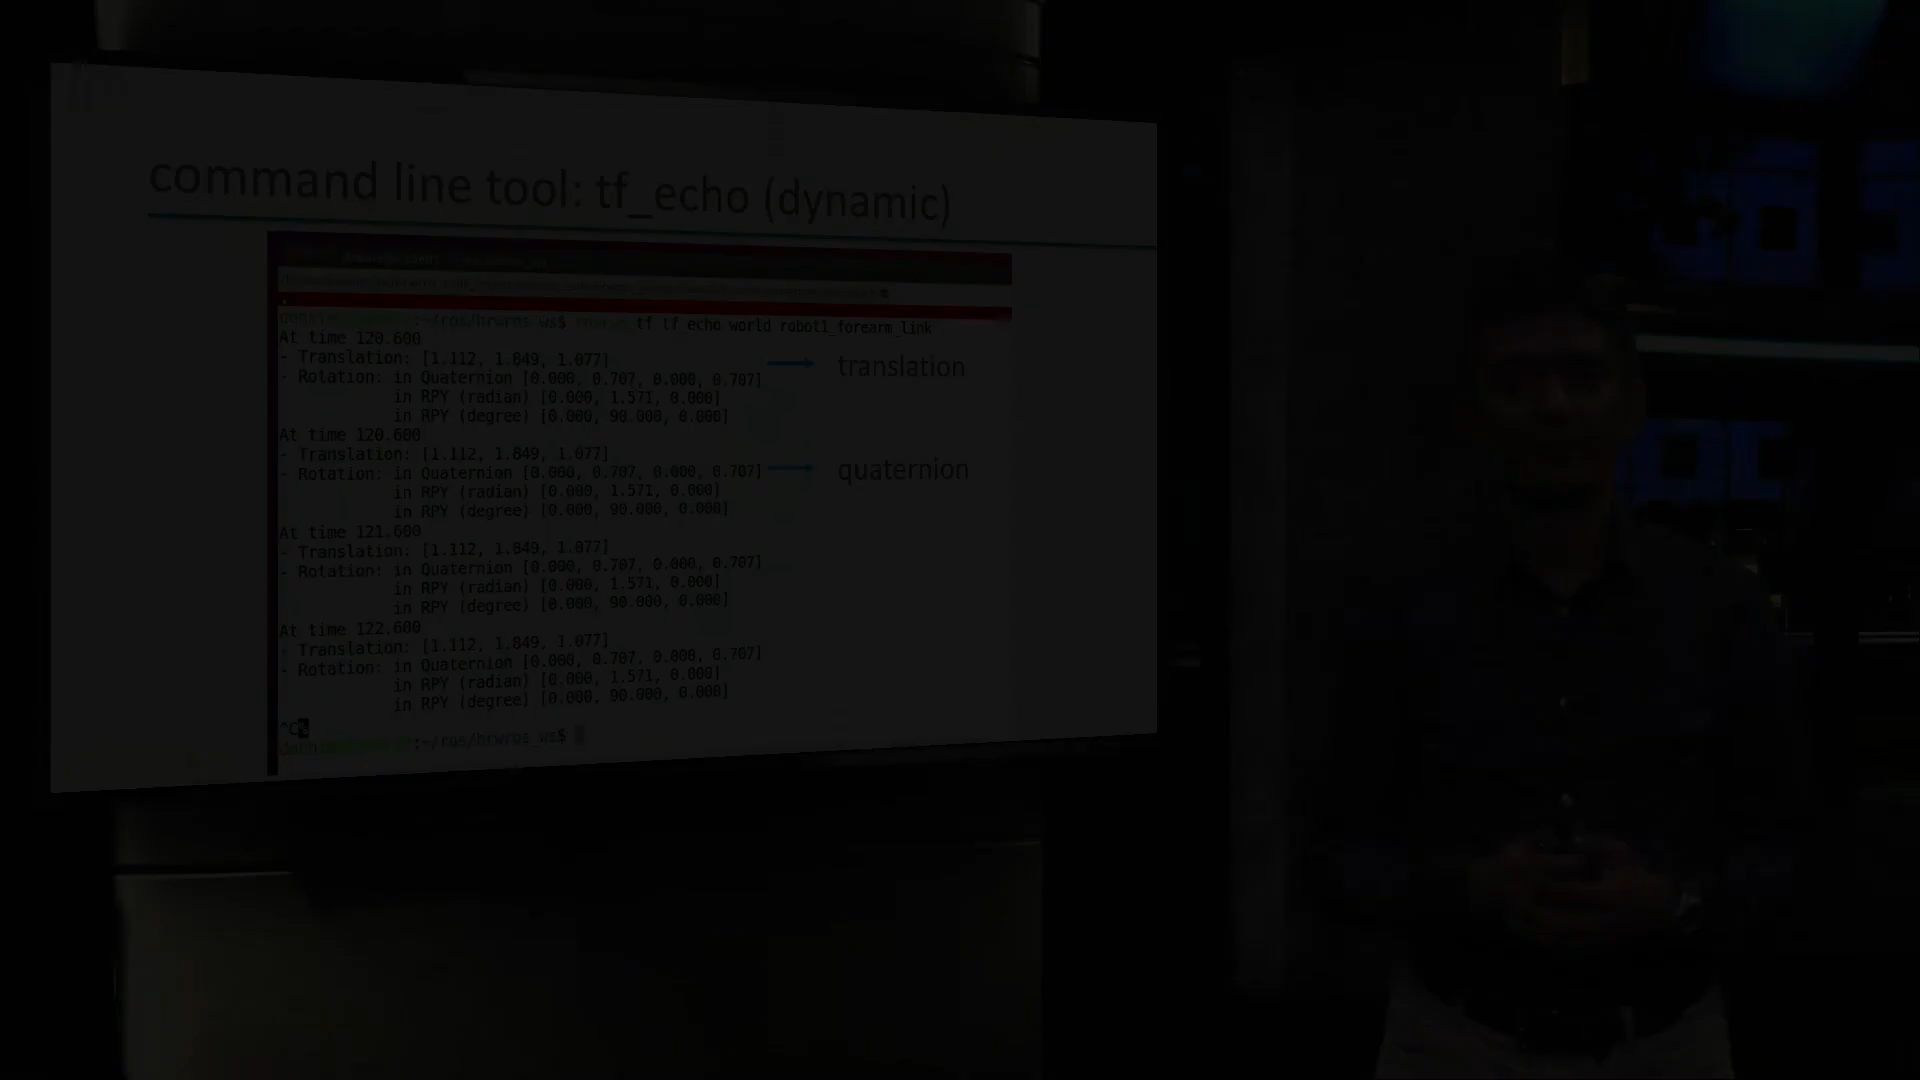 command line tool: tf_echo (dynamic)
:~/ros/hrwros_ws$ rosrun tf tf_echo world robot1_forearm_link
At time 120.600
- Translation: [1.112, 1.849, 1.077]
- Rotation: in Quaternion [0.000, 0.707, 0.000, 0.707]
in RPY (radian) [0.000, 1.571, 0.000]
in RPY (degree) [0.000, 90.000, 0.000]
translation
At time 120.600
- Translation: [1.112, 1.849, 1.077]
- Rotation: in Quaternion [0.000, 0.707, 0.000, 0.707]
in RPY (radian) [0.000, 1.571, 0.000]
in RPY (degree) [0.000, 90.000, 0.000]
quaternion
At time 121.600
- Translation: [1.112, 1.849, 1.077]
- Rotation: in Quaternion [0.000, 0.707, 0.000, 0.707]
in RPY (radian) [0.000, 1.571, 0.000]
in RPY (degree) [0.000, 90.000, 0.000]
At time 122.600
- Translation: [1.112, 1.849, 1.077]
- Rotation: in Quaternion [0.000, 0.707, 0.000, 0.707]
in RPY (radian) [0.000, 1.571, 0.000]
in RPY (degree) [0.000, 90.000, 0.000]
^C
:~/ros/hrwros_ws$